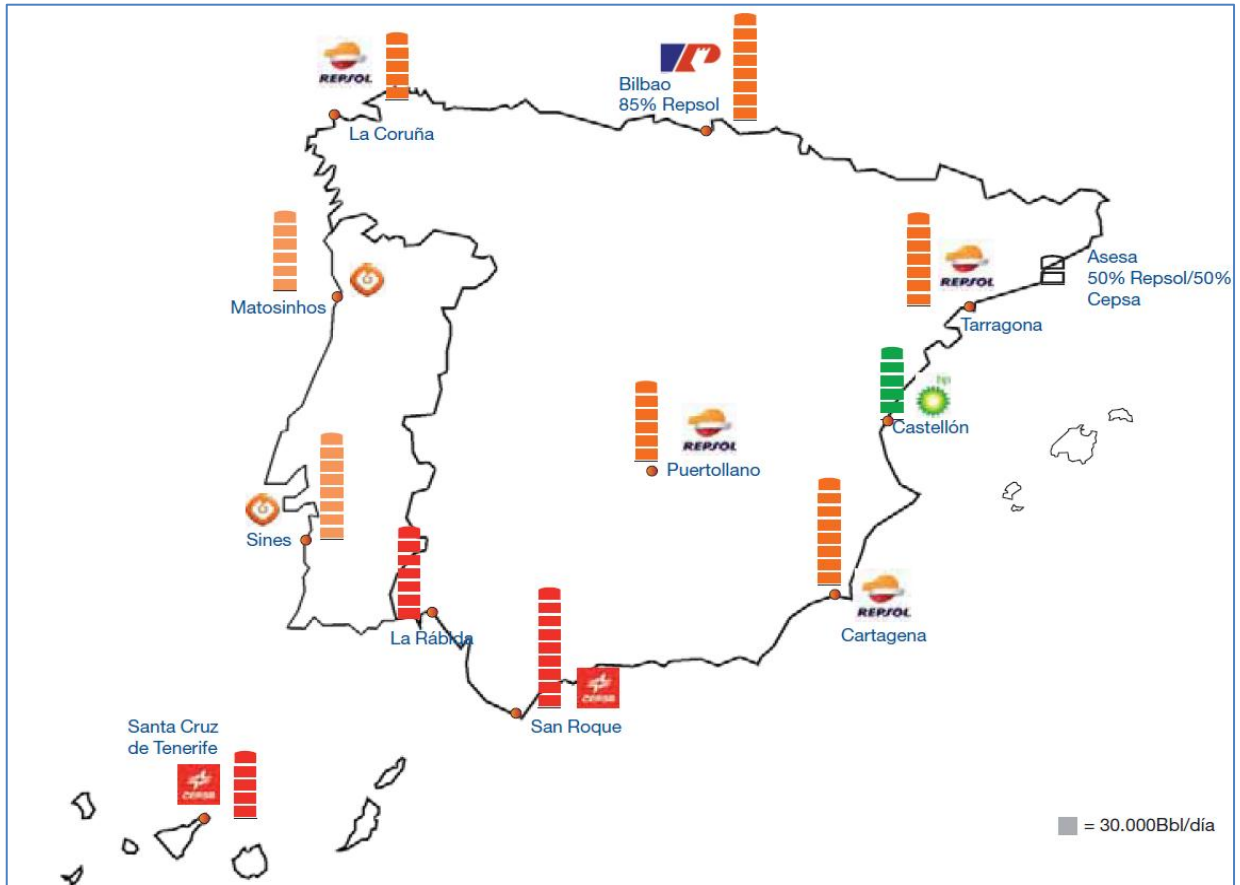 REPSOL
La Coruña
Bilbao
85% Repsol
Matosinhos
REPSOL
Tarragona
Asesa
50% Repsol/50%
Cepsa
bp
Castellón
REPSOL
Puertollano
Sines
REPSOL
Cartagena
La Rábida
CEPSA
San Roque
Santa Cruz
de Tenerife
CEPSA
= 30.000Bbl/día